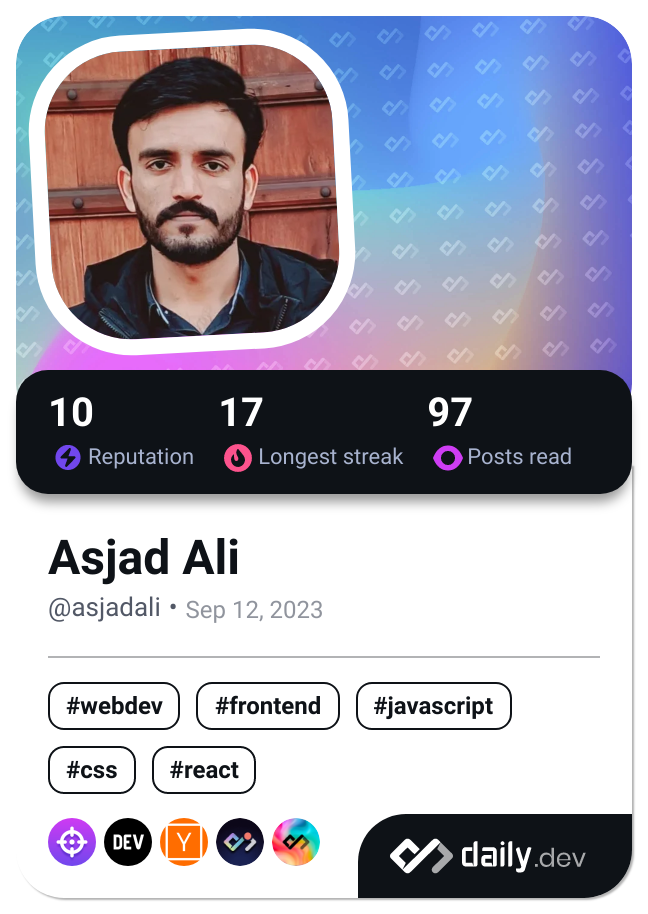 10 17 97
Reputation Longest streak Posts read
Asjad Ali
@asjadali • Sep 12, 2023
#webdev #frontend #javascript
#css #react
DEV Y daily.dev